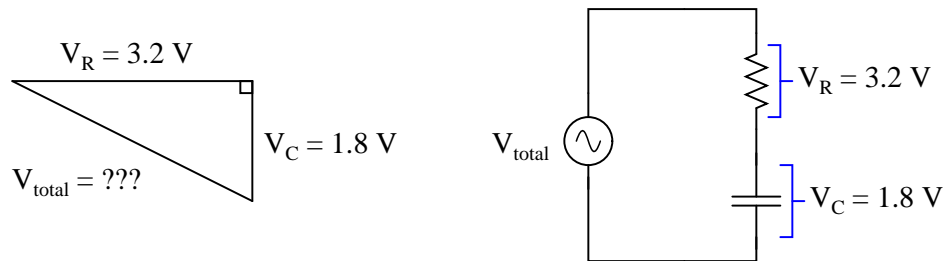 V_R = 3.2 V
V_C = 1.8 V
V_total = ???
V_total
V_R = 3.2 V
V_C = 1.8 V